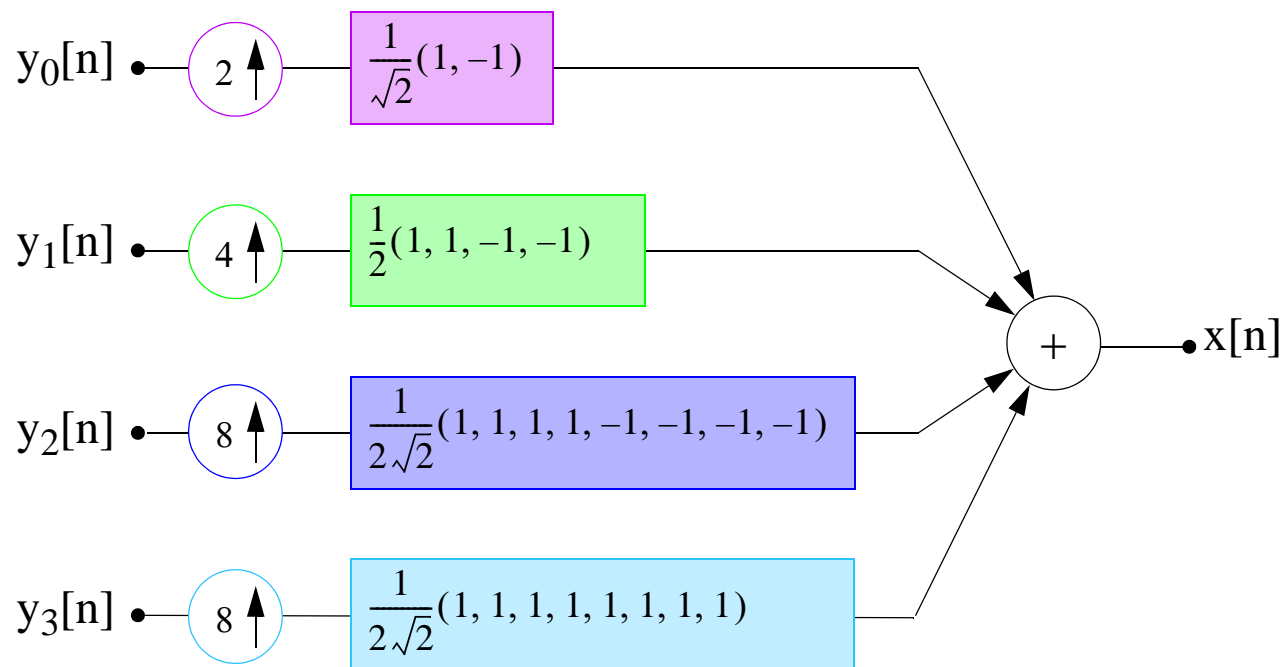 y₀[n] 2 1/√2 (1, –1)
y₁[n] 4 1/2 (1, 1, –1, –1)
+ x[n]
y₂[n] 8 1/2√2 (1, 1, 1, 1, –1, –1, –1, –1)
y₃[n] 8 1/2√2 (1, 1, 1, 1, 1, 1, 1, 1)